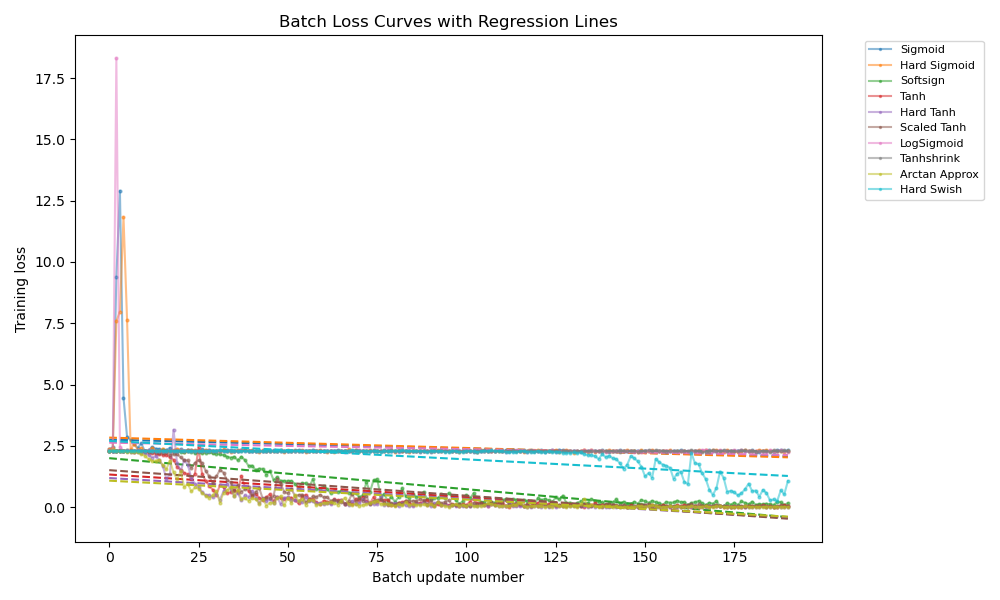 Batch Loss Curves with Regression Lines
Training loss
17.5
15.0
12.5
10.0
7.5
5.0
2.5
0.0
0
25
50
75
100
125
150
175
Batch update number
Sigmoid
Hard Sigmoid
Softsign
Tanh
Hard Tanh
Scaled Tanh
LogSigmoid
Tanhshrink
Arctan Approx
Hard Swish